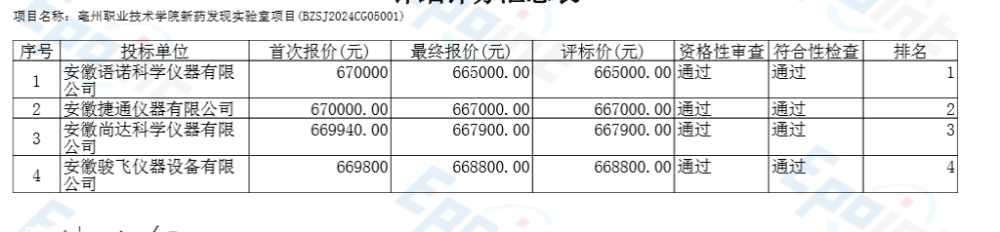 项目名称: 亳州职业技术学院新药发现实验室项目(BZSJ2024CG05001)
序号 投标单位 首次报价(元) 最终报价(元) 评标价(元) 资格性审查 符合性检查 排名
1 安徽语诺科学仪器有限 670000 665000.00 665000.00 通过 通过 1
公司
2 安徽捷通仪器有限公司 670000.00 667000.00 667000.00 通过 通过 2
安徽尚达科学仪器有限 669940.00 667900.00 667900.00 通过 通过 3
3 公司
安徽骏飞仪器设备有限 669800 668800.00 668800.00 通过 通过 4
4 公司
Epoint